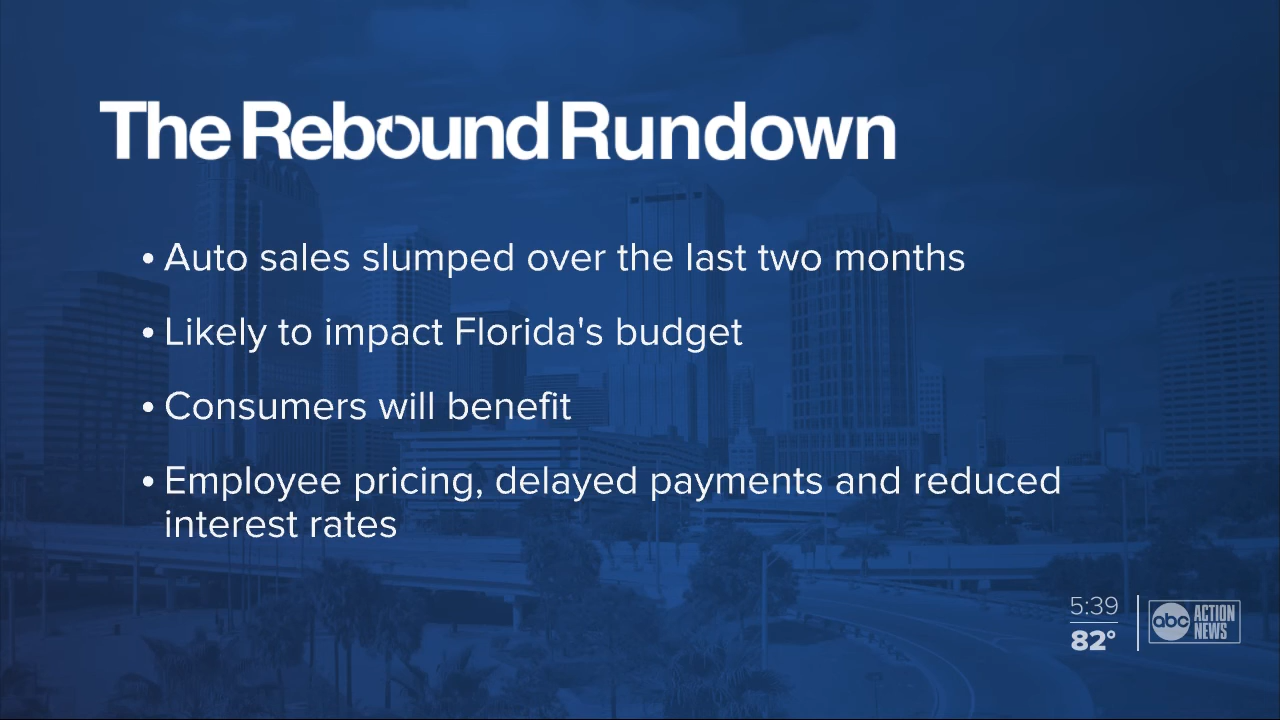 The Rebound Rundown
• Auto sales slumped over the last two months
• Likely to impact Florida's budget
• Consumers will benefit
• Employee pricing, delayed payments and reduced
interest rates
5:39
82°
abc ACTION
NEWS